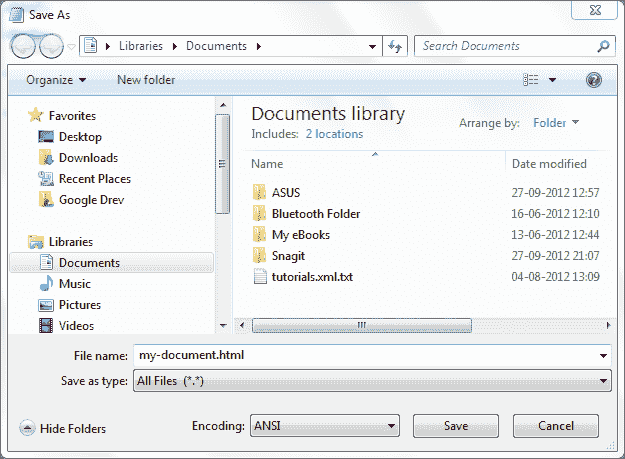 Save As
Libraries Documents
Search Documents
Organize New folder
Favorites
Desktop
Downloads
Recent Places
Google Drev
Libraries
Documents
Music
Pictures
Videos
Documents library
Includes: 2 locations
Arrange by: Folder
Name Date modified
ASUS 27-09-2012 12:57
Bluetooth Folder 16-06-2012 12:10
My eBooks 13-06-2012 12:44
Snagit 27-09-2012 21:07
tutorials.xml.txt 04-08-2012 13:09
File name: my-document.html
Save as type: All Files (*.*)
Hide Folders Encoding: ANSI Save Cancel